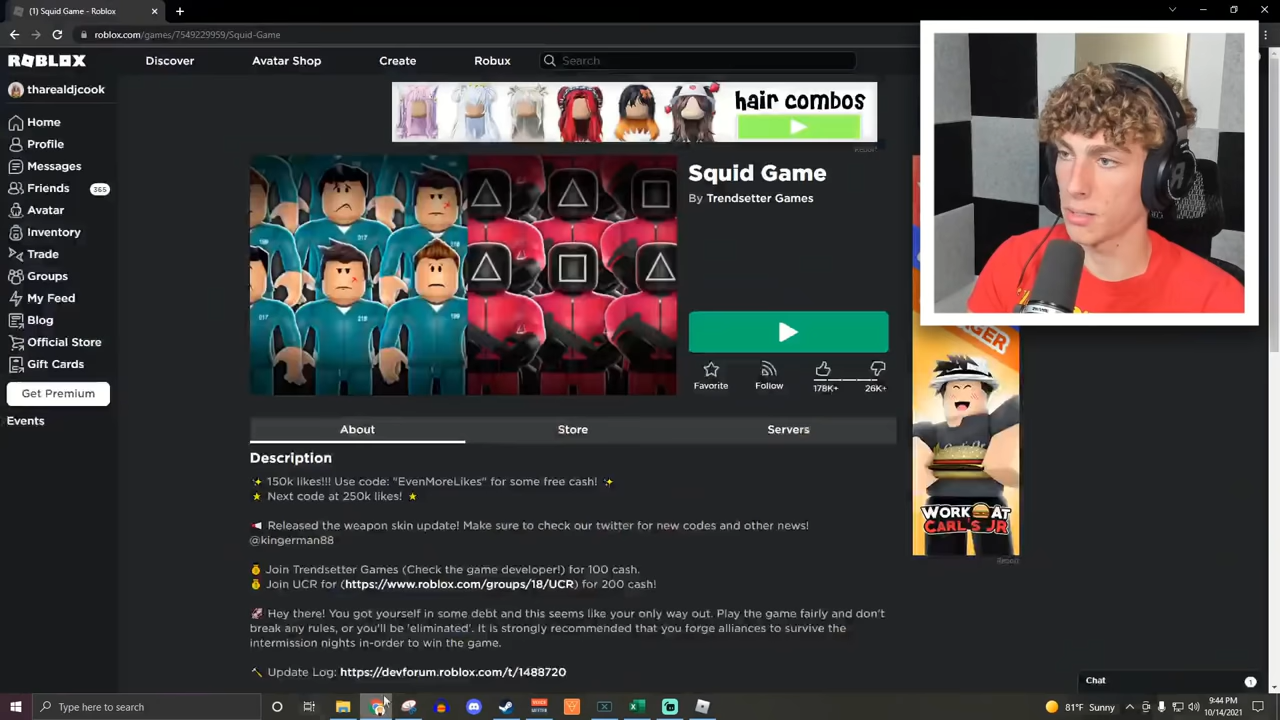 (1) Squid Game - Roblox
roblox.com/games/7549229959/Squid-Game
ROBLOX
Discover
Avatar Shop
Create
Robux
Search
tharealdjcook
Home
Profile
Messages
Friends 365
Avatar
Inventory
Trade
Groups
My Feed
Blog
Official Store
Gift Cards
Get Premium
Events
hair combos
Squid Game
By Trendsetter Games
Favorite
Follow
178K+
26K+
About
Store
Servers
Description
150k likes!!! Use code: "EvenMoreLikes" for some free cash!
Next code at 250k likes!
Released the weapon skin update! Make sure to check our twitter for new codes and other news!
@kingerman88
Join Trendsetter Games (Check the game developer!) for 100 cash.
Join UCR for (https://www.roblox.com/groups/18/UCR) for 200 cash!
Hey there! You got yourself in some debt and this seems like your only way out. Play the game fairly and don't
break any rules, or you'll be 'eliminated'. It is strongly recommended that you forge alliances to survive the
intermission nights in-order to win the game.
Update Log: https://devforum.roblox.com/t/1488720
WORK AT
CARL'S JR
Report
Chat 1
Type here to search
81°F Sunny
9:44 PM
10/14/2021